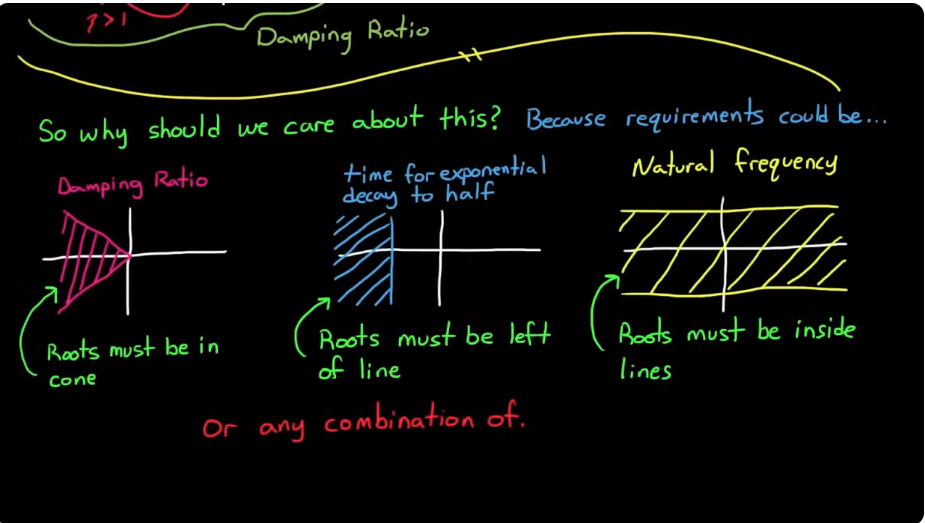 ζ > 1
Damping Ratio
So why should we care about this? Because requirements could be...
Damping Ratio
time for exponential
decay to half
Natural frequency
Roots must be in
cone
Roots must be left
of line
Roots must be inside
lines
Or any combination of.